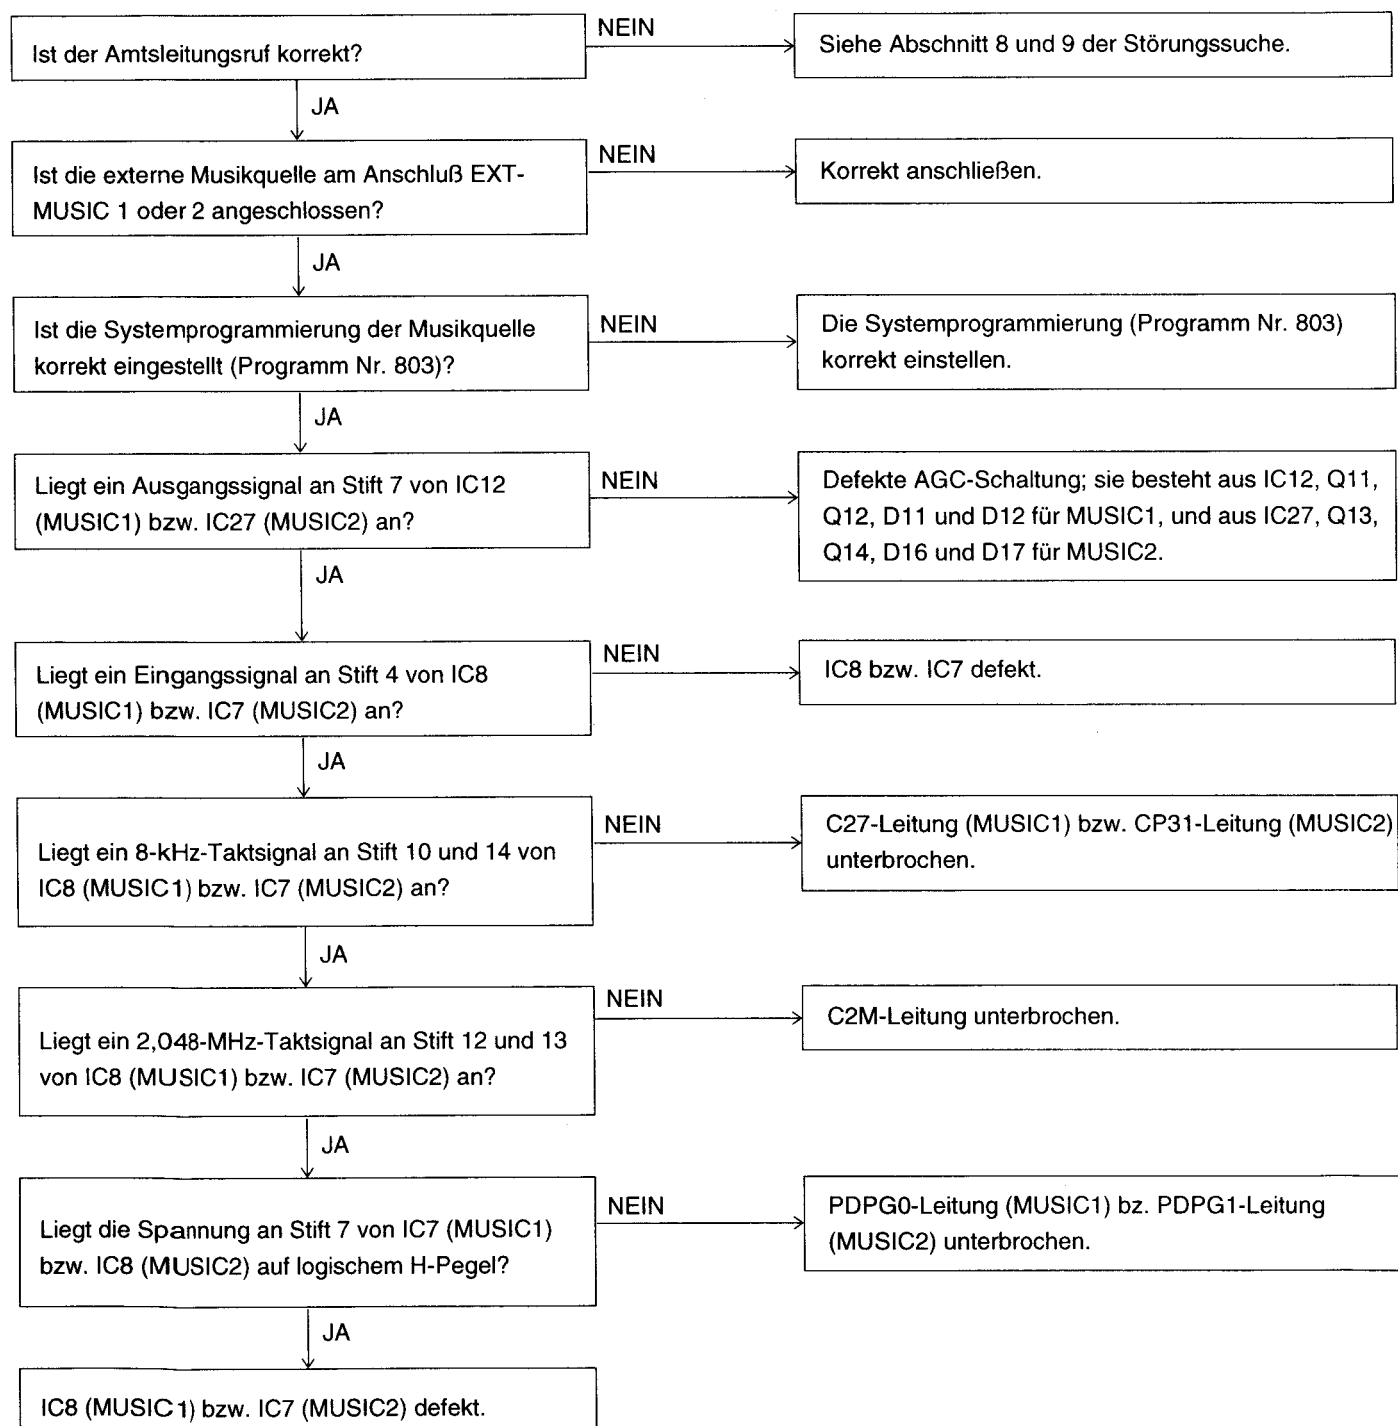 Ist der Amtsleitungsruf korrekt?
NEIN
Siehe Abschnitt 8 und 9 der Störungssuche.
JA
Ist die externe Musikquelle am Anschluß EXT-
MUSIC 1 oder 2 angeschlossen?
NEIN
Korrekt anschließen.
JA
Ist die Systemprogrammierung der Musikquelle
korrekt eingestellt (Programm Nr. 803)?
NEIN
Die Systemprogrammierung (Programm Nr. 803)
korrekt einstellen.
JA
Liegt ein Ausgangssignal an Stift 7 von IC12
(MUSIC1) bzw. IC27 (MUSIC2) an?
NEIN
Defekte AGC-Schaltung; sie besteht aus IC12, Q11,
Q12, D11 und D12 für MUSIC1, und aus IC27, Q13,
Q14, D16 und D17 für MUSIC2.
JA
Liegt ein Eingangssignal an Stift 4 von IC8
(MUSIC1) bzw. IC7 (MUSIC2) an?
NEIN
IC8 bzw. IC7 defekt.
JA
Liegt ein 8-kHz-Taktsignal an Stift 10 und 14 von
IC8 (MUSIC1) bzw. IC7 (MUSIC2) an?
NEIN
C27-Leitung (MUSIC1) bzw. CP31-Leitung (MUSIC2)
unterbrochen.
JA
Liegt ein 2,048-MHz-Taktsignal an Stift 12 und 13
von IC8 (MUSIC1) bzw. IC7 (MUSIC2) an?
NEIN
C2M-Leitung unterbrochen.
JA
Liegt die Spannung an Stift 7 von IC7 (MUSIC1)
bzw. IC8 (MUSIC2) auf logischem H-Pegel?
NEIN
PDPG0-Leitung (MUSIC1) bz. PDPG1-Leitung
(MUSIC2) unterbrochen.
JA
IC8 (MUSIC1) bzw. IC7 (MUSIC2) defekt.